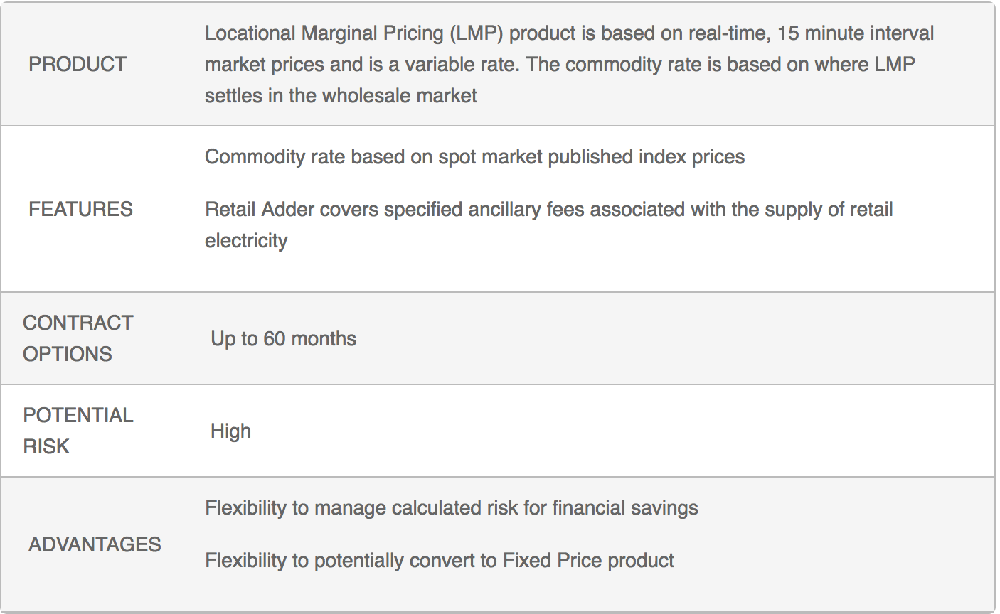 PRODUCT
Locational Marginal Pricing (LMP) product is based on real-time, 15 minute interval
market prices and is a variable rate. The commodity rate is based on where LMP
settles in the wholesale market
FEATURES
Commodity rate based on spot market published index prices
Retail Adder covers specified ancillary fees associated with the supply of retail
electricity
CONTRACT
OPTIONS
Up to 60 months
POTENTIAL
RISK
High
ADVANTAGES
Flexibility to manage calculated risk for financial savings
Flexibility to potentially convert to Fixed Price product